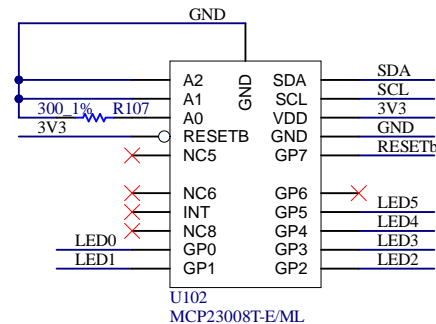 GND
A2
A1
300_1% R107 A0
3V3 RESETB
NC5
NC6
INT
NC8
LED0 GP0
LED1 GP1
GND
SDA SDA
SCL SCL
VDD 3V3
GND GND
GP7 RESETb
GP6
GP5 LED5
GP4 LED4
GP3 LED3
GP2 LED2
U102
MCP23008T-E/ML